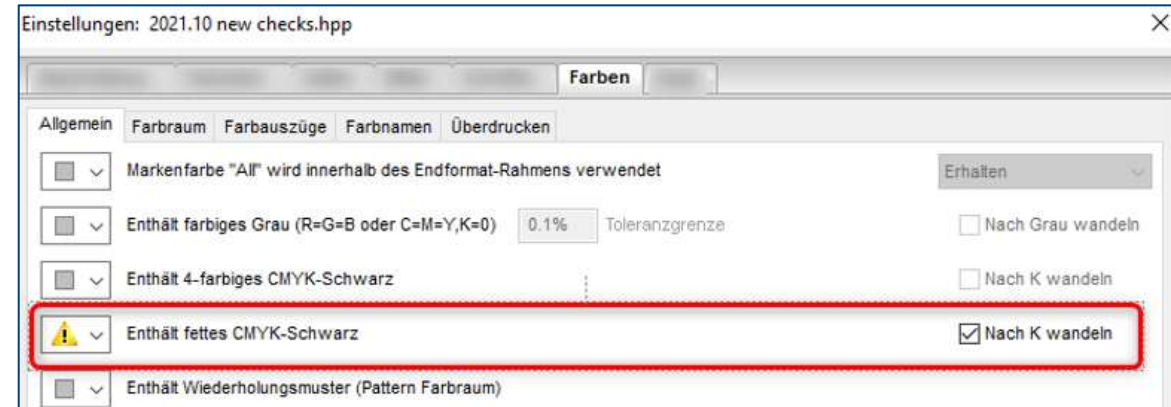 Einstellungen: 2021.10 new checks.hpp
Farben
Allgemein Farbraum Farbauszüge Farbnamen Überdrucken
Markenfarbe "All" wird innerhalb des Endformat-Rahmens verwendet Erhalten
Enthält farbiges Grau (R=G=B oder C=M=Y,K=0) 0.1% Toleranzgrenze Nach Grau wandeln
Enthält 4-farbiges CMYK-Schwarz Nach K wandeln
Enthält fettes CMYK-Schwarz Nach K wandeln
Enthält Wiederholungsmuster (Pattern Farbraum)